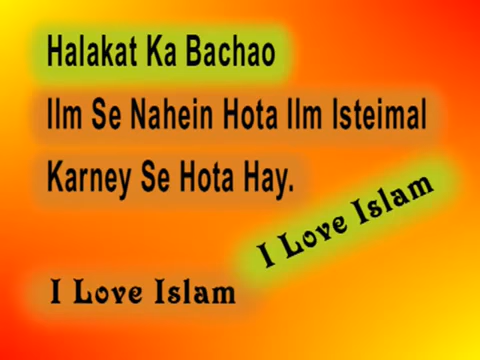 Halakat Ka Bachao
Ilm Se Nahein Hota Ilm Isteimal
Karney Se Hota Hay.
I Love Islam
I Love Islam